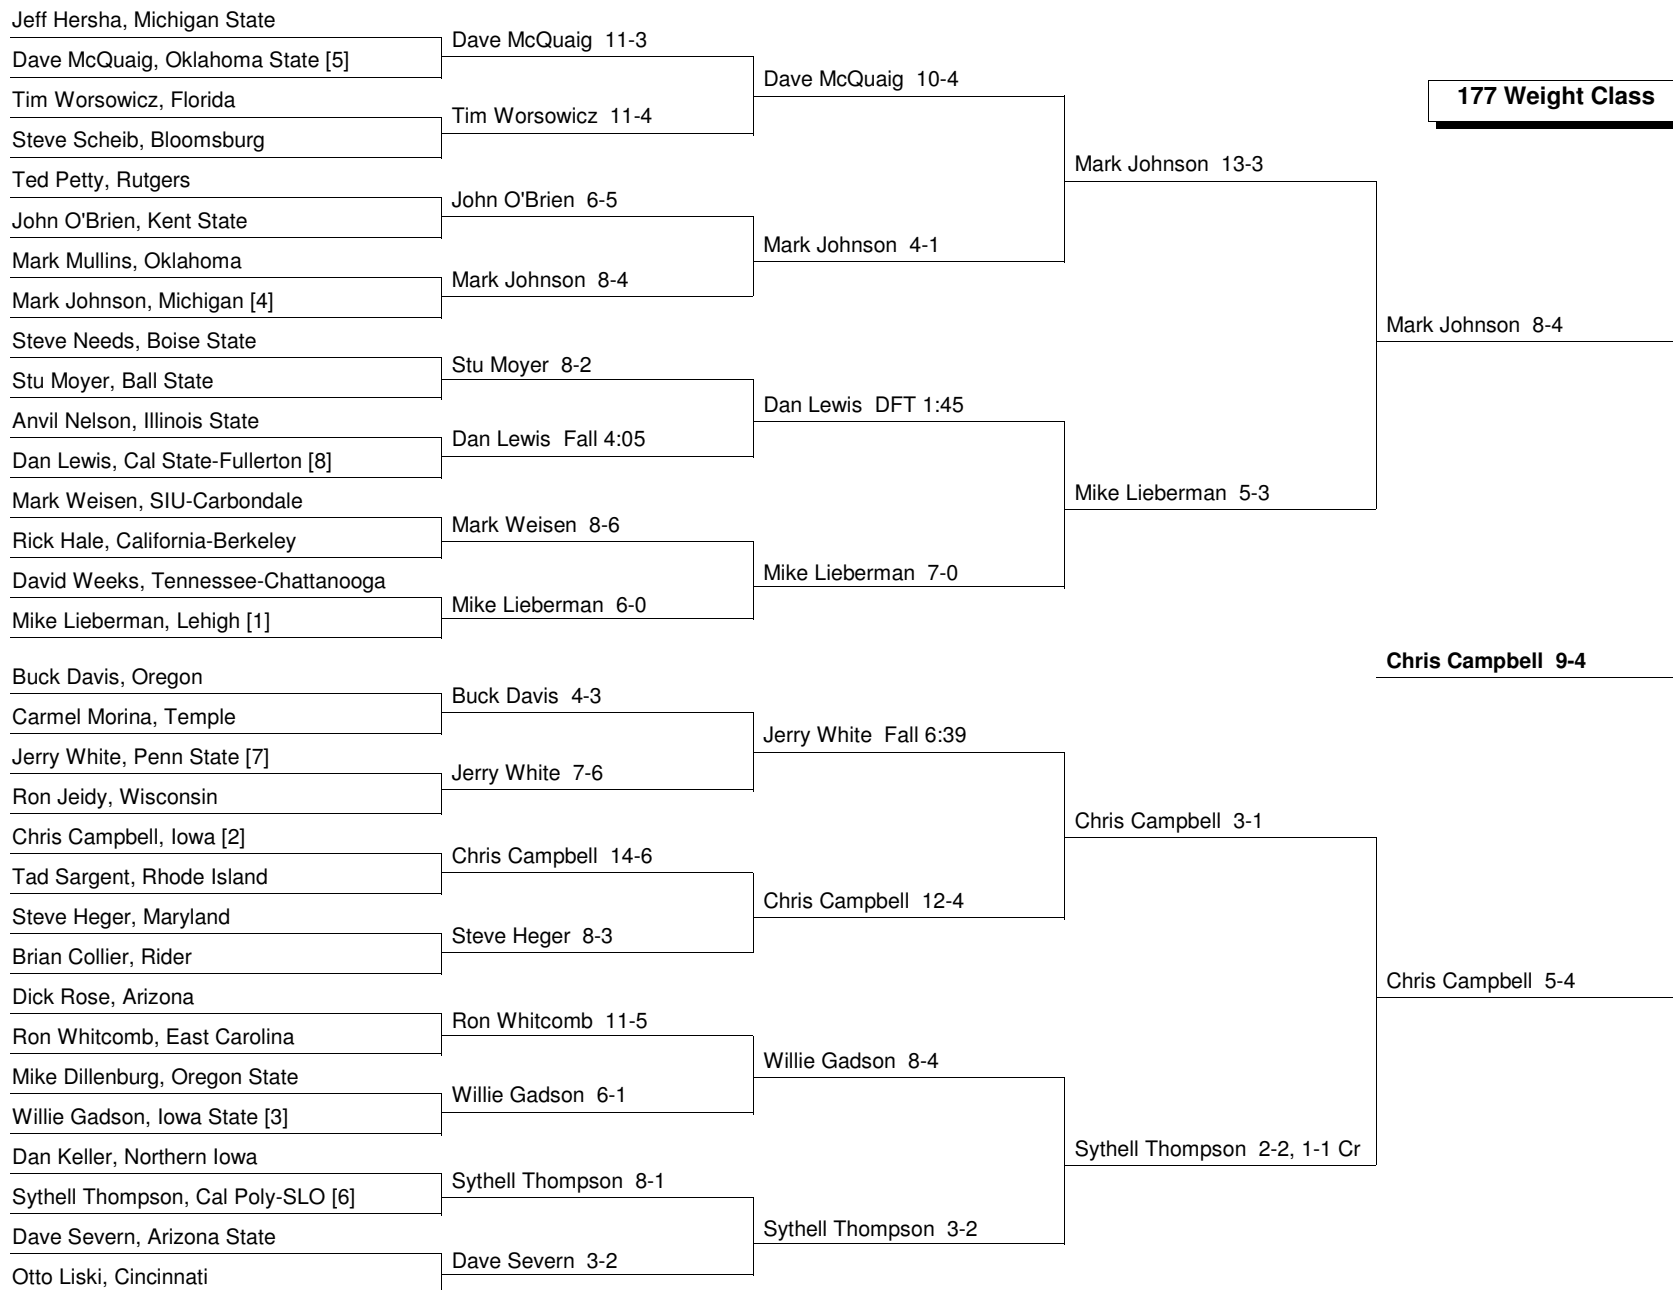 Jeff Hersha, Michigan State
Dave McQuaig, Oklahoma State [5]
Tim Worsowicz, Florida
Steve Scheib, Bloomsburg
Ted Petty, Rutgers
John O'Brien, Kent State
Mark Mullins, Oklahoma
Mark Johnson, Michigan [4]
Steve Needs, Boise State
Stu Moyer, Ball State
Anvil Nelson, Illinois State
Dan Lewis, Cal State-Fullerton [8]
Mark Weisen, SIU-Carbondale
Rick Hale, California-Berkeley
David Weeks, Tennessee-Chattanooga
Mike Lieberman, Lehigh [1]
Buck Davis, Oregon
Carmel Morina, Temple
Jerry White, Penn State [7]
Ron Jeidy, Wisconsin
Chris Campbell, Iowa [2]
Tad Sargent, Rhode Island
Steve Heger, Maryland
Brian Collier, Rider
Dick Rose, Arizona
Ron Whitcomb, East Carolina
Mike Dillenburg, Oregon State
Willie Gadson, Iowa State [3]
Dan Keller, Northern Iowa
Sythell Thompson, Cal Poly-SLO [6]
Dave Severn, Arizona State
Otto Liski, Cincinnati
Dave McQuaig 11-3
Tim Worsowicz 11-4
John O'Brien 6-5
Mark Johnson 8-4
Stu Moyer 8-2
Dan Lewis Fall 4:05
Mark Weisen 8-6
Mike Lieberman 6-0
Buck Davis 4-3
Jerry White 7-6
Chris Campbell 14-6
Steve Heger 8-3
Ron Whitcomb 11-5
Willie Gadson 6-1
Sythell Thompson 8-1
Dave Severn 3-2
Dave McQuaig 10-4
Mark Johnson 4-1
Dan Lewis DFT 1:45
Mike Lieberman 7-0
Jerry White Fall 6:39
Chris Campbell 12-4
Willie Gadson 8-4
Sythell Thompson 3-2
Mark Johnson 13-3
Mike Lieberman 5-3
Chris Campbell 3-1
Sythell Thompson 2-2, 1-1 Cr
177 Weight Class
Mark Johnson 8-4
Chris Campbell 9-4
Chris Campbell 5-4